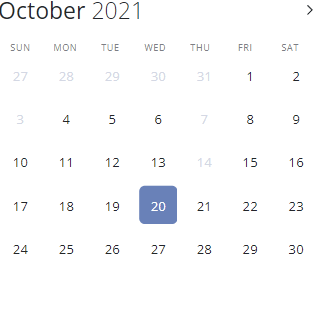 October 2021
SUN MON TUE WED THU FRI SAT
27 28 29 30 31 1 2
3 4 5 6 7 8 9
10 11 12 13 14 15 16
17 18 19 20 21 22 23
24 25 26 27 28 29 30